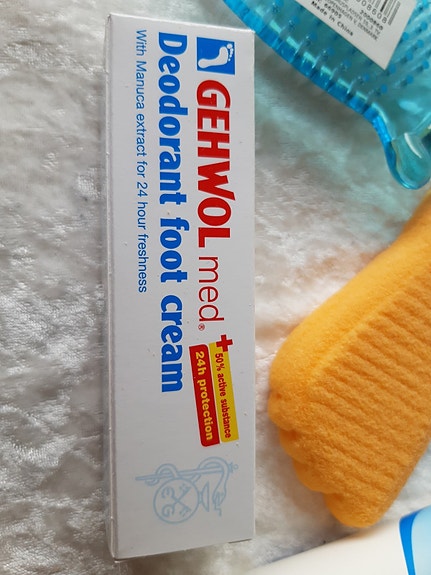 GEHWOL med®
Deodorant foot cream
With Manuca extract for 24 hour freshness
+ 50% active substance
24h protection
Made in China